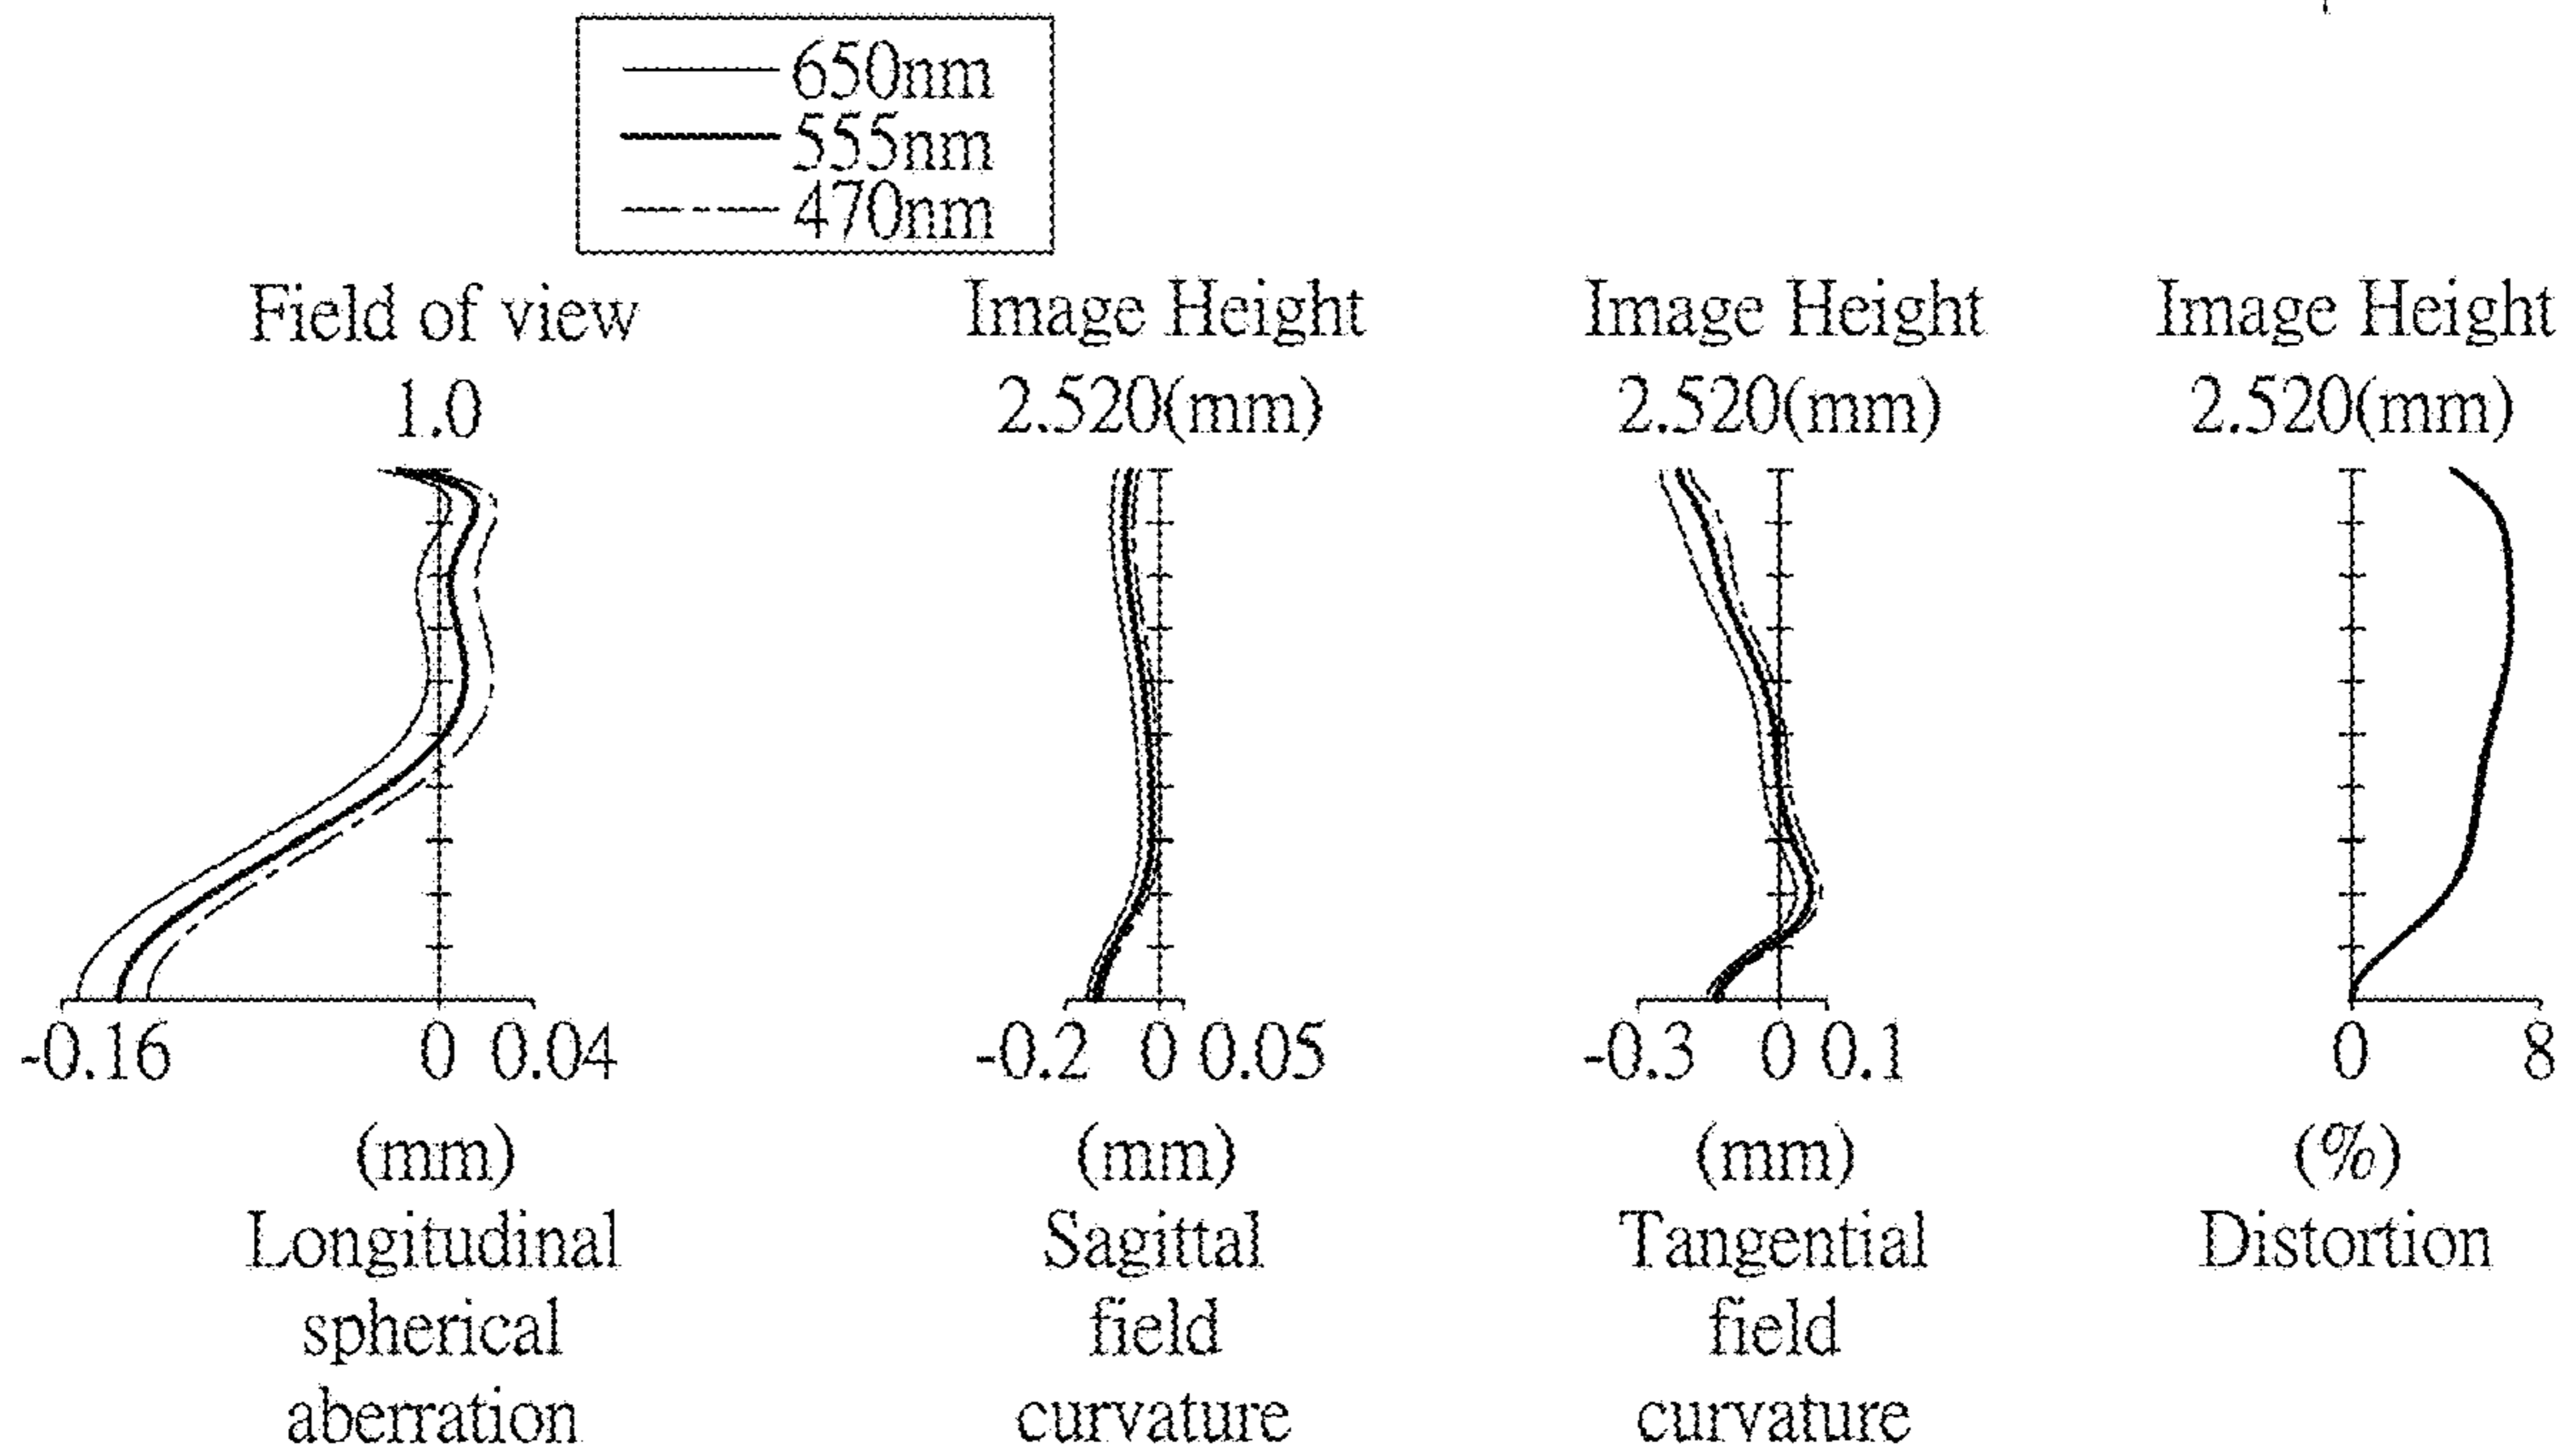 650nm
555nm
470nm
Field of view
1.0
-0.16 0 0.04
(mm)
Longitudinal
spherical
aberration
Image Height
2.520(mm)
-0.2 0 0.05
(mm)
Sagittal
field
curvature
Image Height
2.520(mm)
-0.3 0 0.1
(mm)
Tangential
field
curvature
Image Height
2.520(mm)
0 8
(%)
Distortion